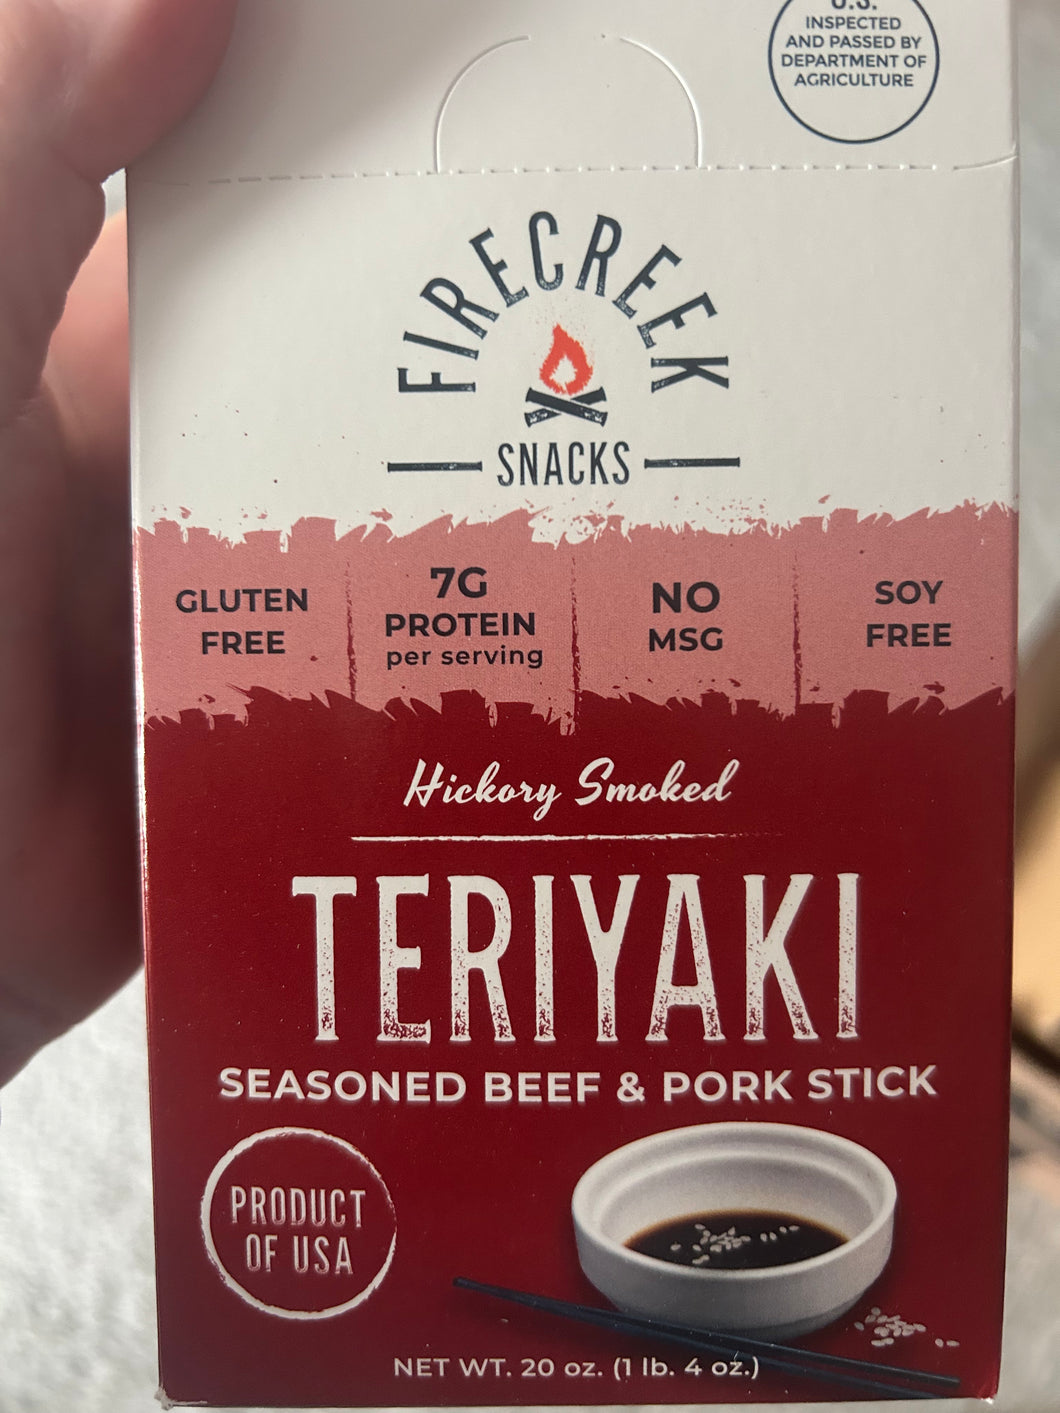 U.S.
INSPECTED
AND PASSED BY
DEPARTMENT OF
AGRICULTURE
FIRECREEK
SNACKS
GLUTEN
FREE
7G
PROTEIN
per serving
NO
MSG
SOY
FREE
Hickory Smoked
TERIYAKI
SEASONED BEEF & PORK STICK
PRODUCT
OF USA
NET WT. 20 oz. (1 lb. 4 oz.)